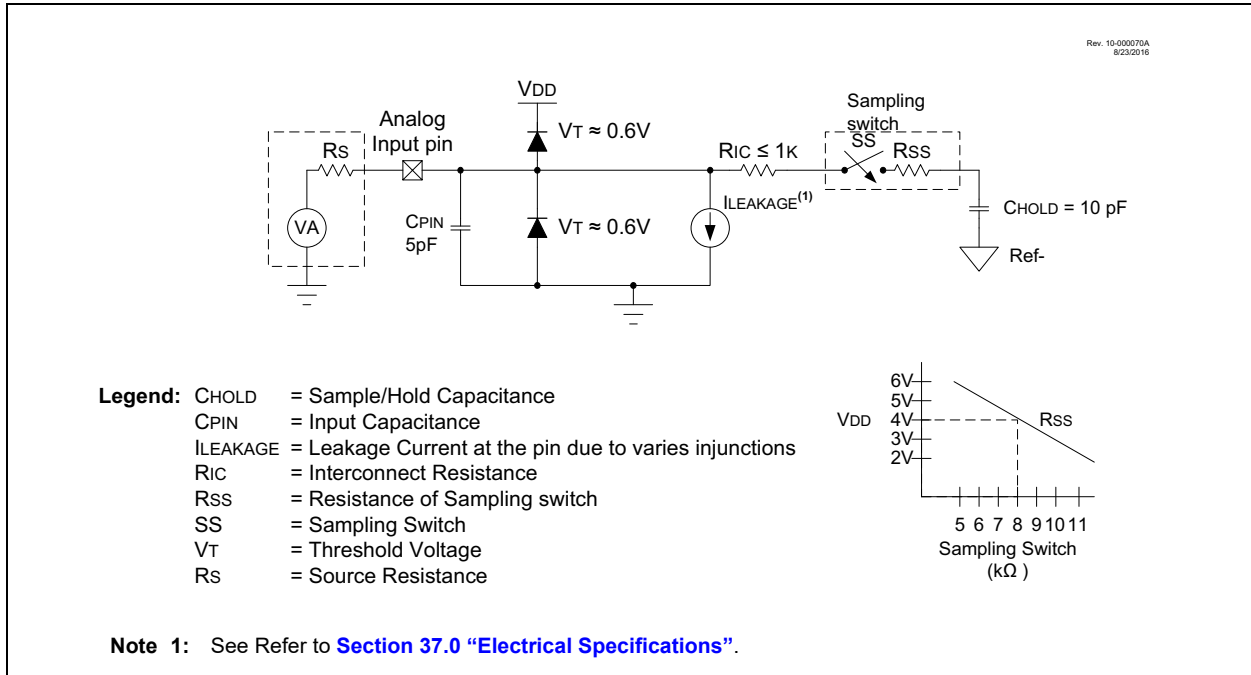 Rev. 10-000070A
8/23/2016
VDD
Analog
Input pin
VT ≈ 0.6V
Sampling
switch
SS
RSS
RS
RIC ≤ 1K
ILEAKAGE(1)
VA
CPIN
5pF
VT ≈ 0.6V
CHOLD = 10 pF
Ref-
Legend: CHOLD = Sample/Hold Capacitance
CPIN = Input Capacitance
ILEAKAGE = Leakage Current at the pin due to varies injunctions
RIC = Interconnect Resistance
RSS = Resistance of Sampling switch
SS = Sampling Switch
VT = Threshold Voltage
RS = Source Resistance
6V
5V
VDD 4V RSS
3V
2V
5 6 7 8 9 10 11
Sampling Switch
(kΩ )
Note 1: See Refer to Section 37.0 “Electrical Specifications”.